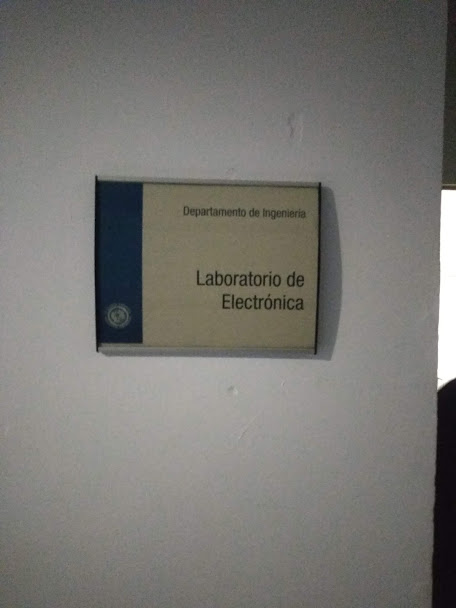 Departamento de Ingeniería
Laboratorio de
Electrónica